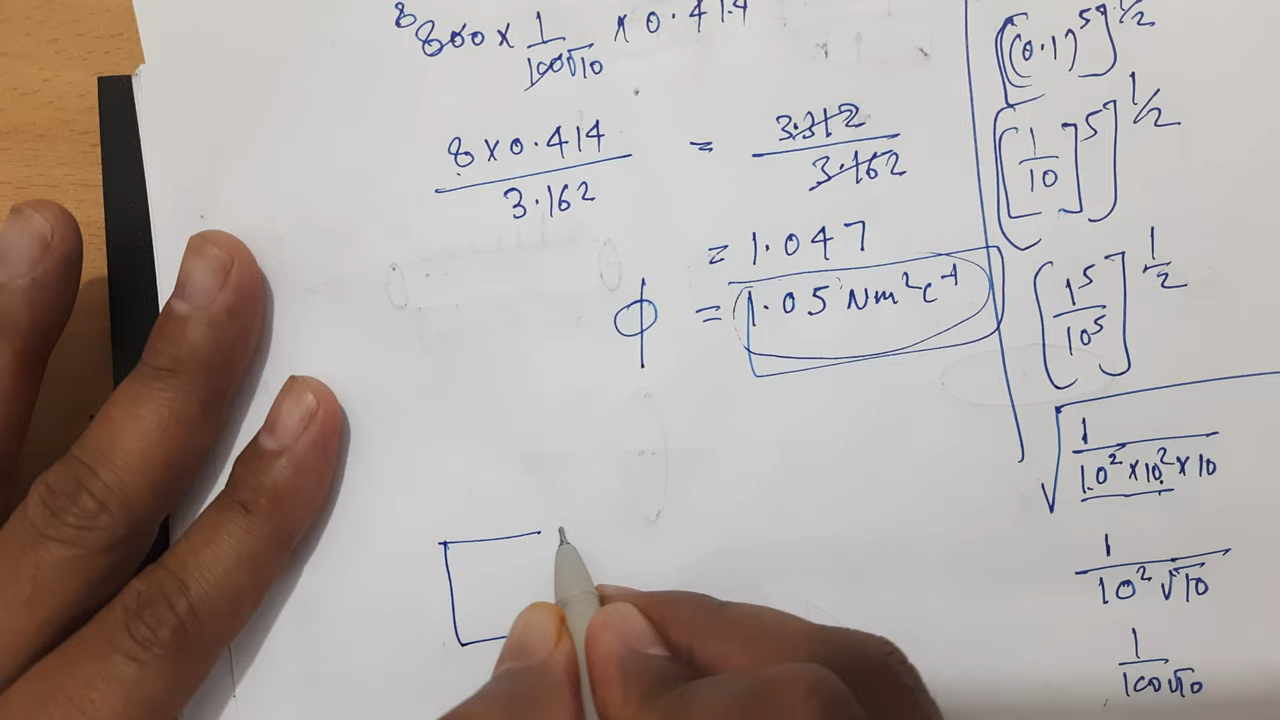 8
800 × 1/100√10 × 0.414
8 × 0.414 / 3.162 = 3.312 / 3.162
= 1.047
ϕ = 1.05 Nm²c⁻¹
[(0.1)⁵]^1/2
[[1/10]⁵]^1/2
[1⁵/10⁵]^1/2
√1/10² × 10² × 10
1/10² √10
1/100√10